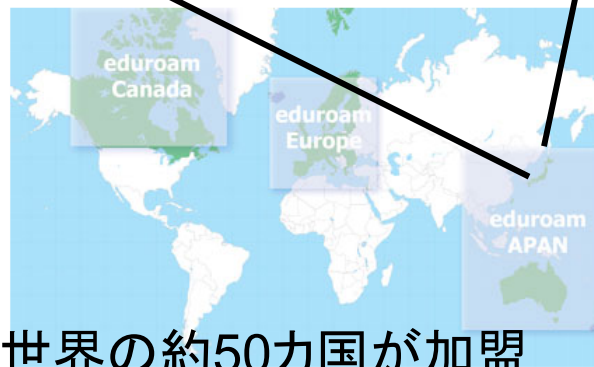 eduroam
Canada
eduroam
Europe
eduroam
APAN
世界の約50カ国が加盟